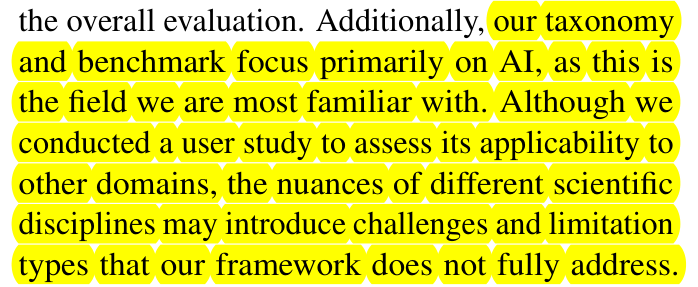 the overall evaluation. Additionally, our taxonomy
and benchmark focus primarily on AI, as this is
the field we are most familiar with. Although we
conducted a user study to assess its applicability to
other domains, the nuances of different scientific
disciplines may introduce challenges and limitation
types that our framework does not fully address.